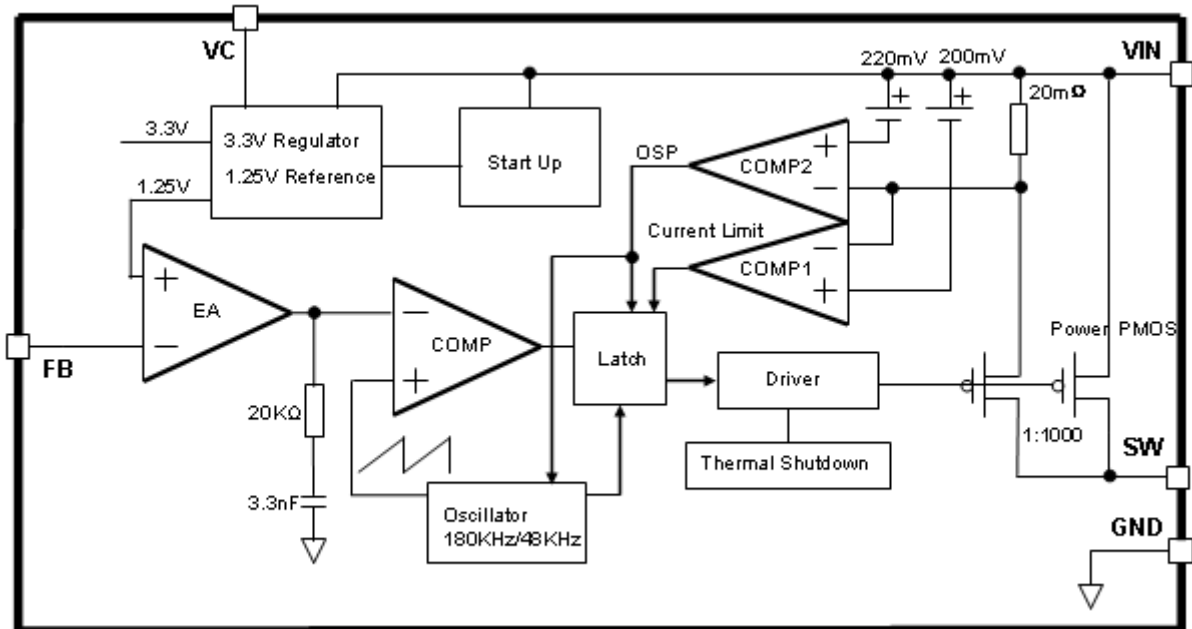 VC
220mV 200mV
VIN
20mΩ
3.3V
3.3V Regulator
1.25V Reference
1.25V
Start Up
OSP
COMP2
+
−
Current Limit
COMP1
−
+
+
EA
−
FB
−
COMP
+
Latch
Driver
Power PMOS
1:1000
20KΩ
3.3nF
Thermal Shutdown
SW
Oscillator
180KHz/48KHz
GND
+
+